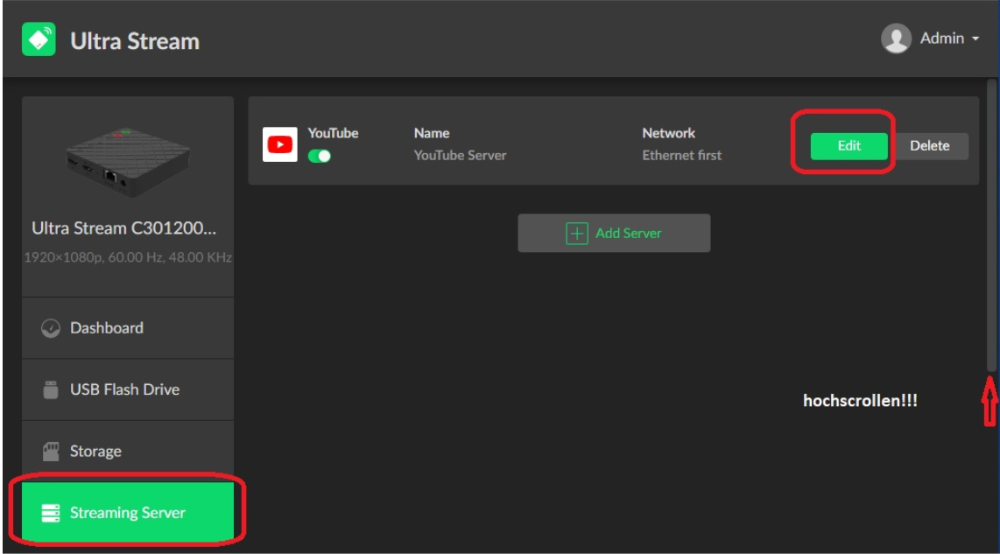 Ultra Stream
Admin
YouTube
Name
YouTube Server
Network
Ethernet first
Edit
Delete
Ultra Stream C301200...
1920×1080p, 60.00 Hz, 48.00 KHz
Add Server
Dashboard
USB Flash Drive
hochscrollen!!!
Storage
Streaming Server